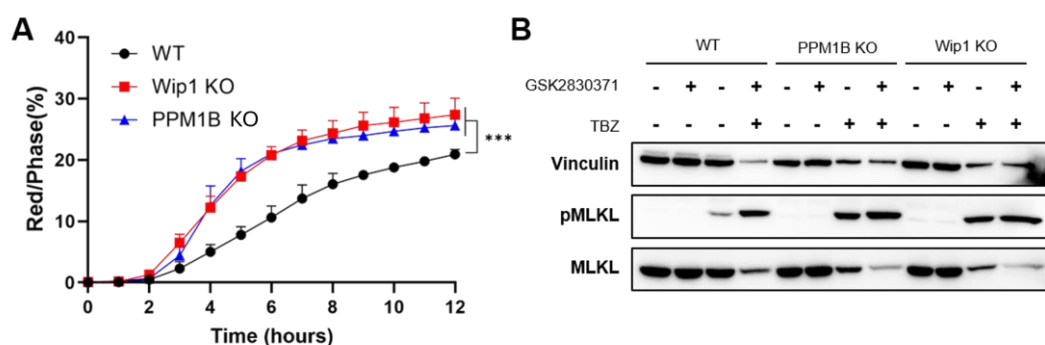 A
40
30
20
10
0
Red/Phase(%)
WT
Wip1 KO
PPM1B KO
***
0 2 4 6 8 10 12
Time (hours)
B
WT PPM1B KO Wip1 KO
GSK2830371 - + - + - + - + - + - +
TBZ - - - + - - + + - - + +
Vinculin
pMLKL
MLKL